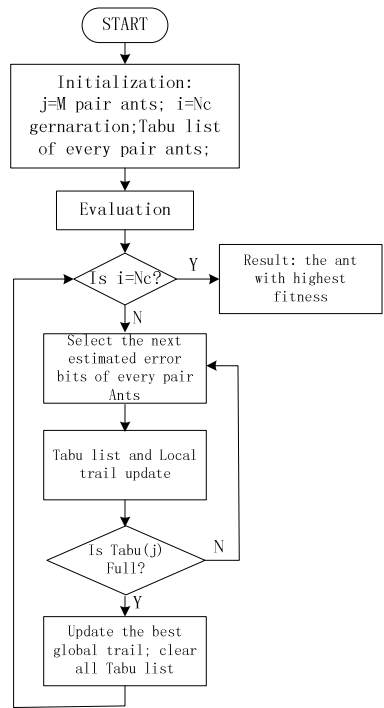 START
Initialization:
j=M pair ants; i=Nc
gernaration;Tabu list
of every pair ants;
Evaluation
Is i=Nc?
Y
Result: the ant
with highest
fitness
N
Select the next
estimated error
bits of every pair
Ants
Tabu list and Local
trail update
Is Tabu(j)
Full?
N
Y
Update the best
global trail; clear
all Tabu list